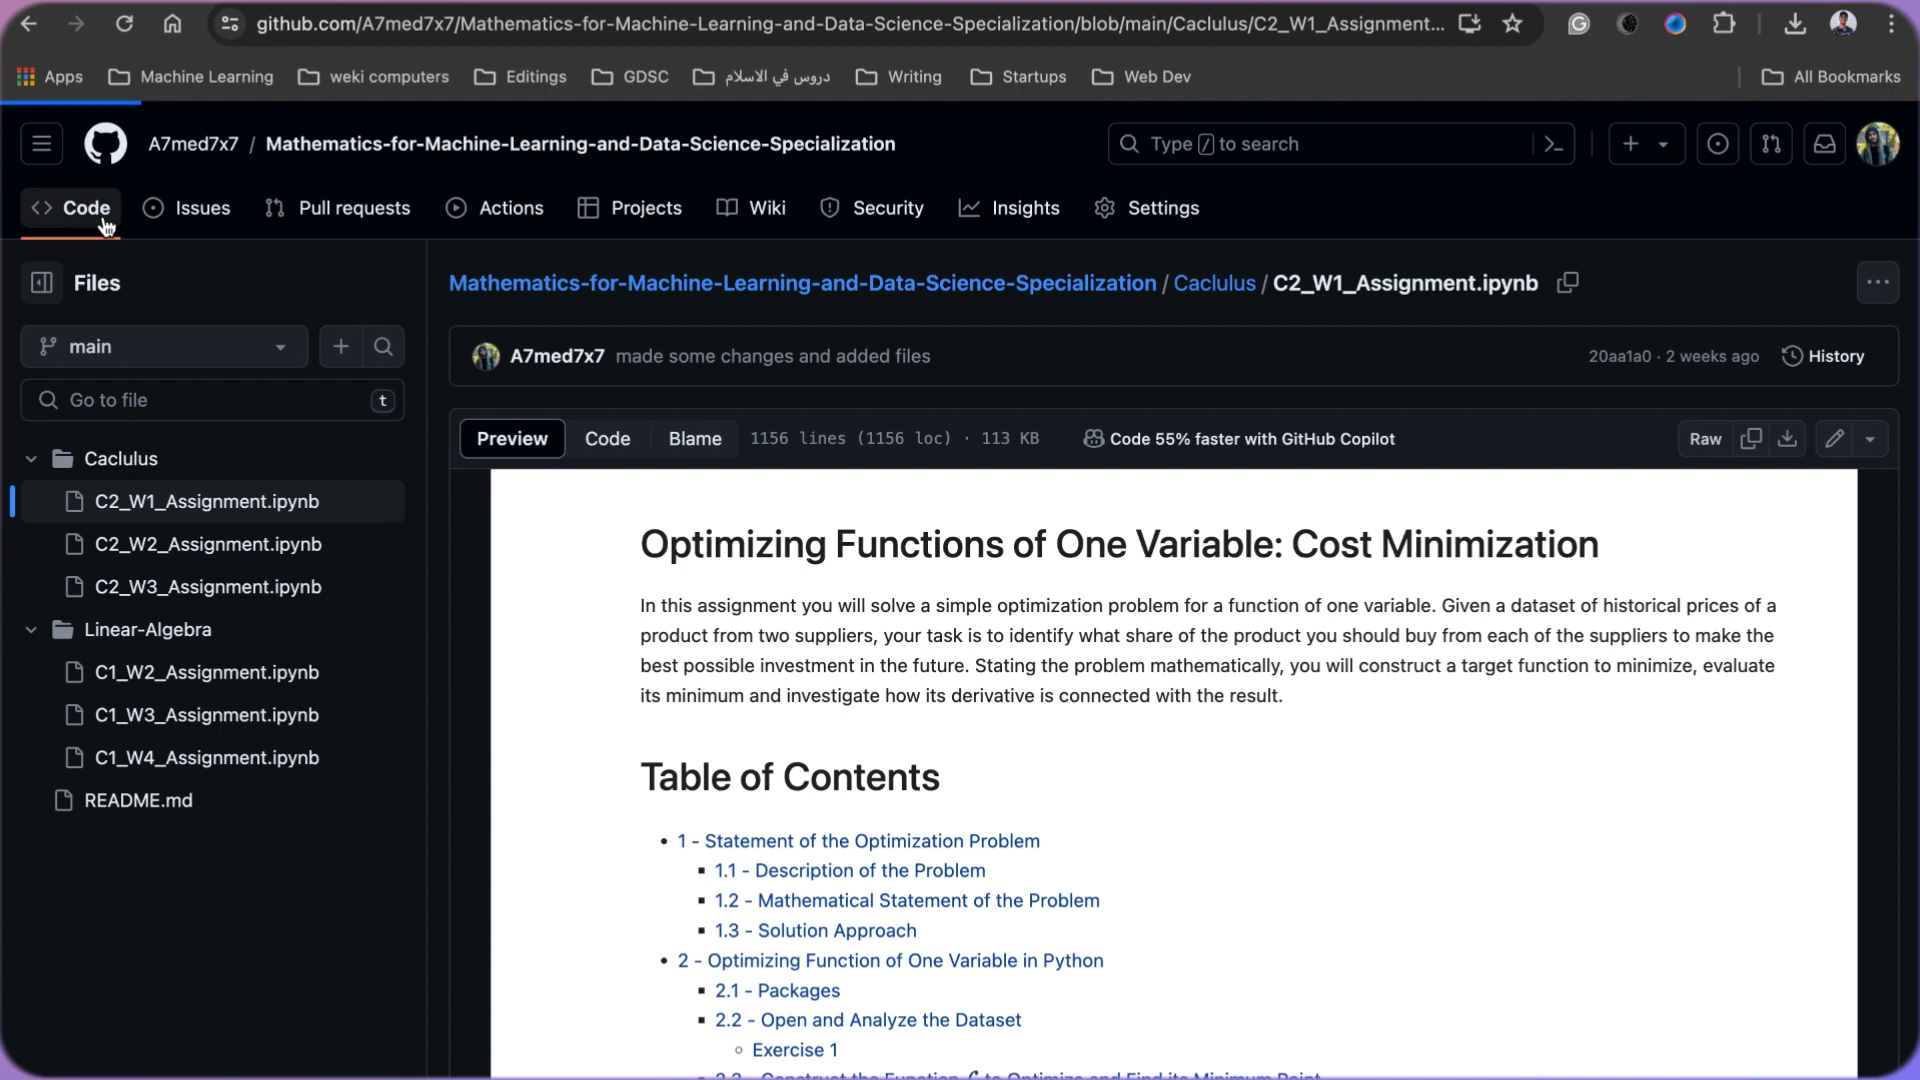 github.com/A7med7x7/Mathematics-for-Machine-Learning-and-Data-Science-Specialization/blob/main/Caclulus/C2_W1_Assignment...
Apps Machine Learning weki computers Editings GDSC دروس في الاسلام Writing Startups Web Dev All Bookmarks
A7med7x7 / Mathematics-for-Machine-Learning-and-Data-Science-Specialization Type / to search
Code Issues Pull requests Actions Projects Wiki Security Insights Settings
Files
main
Go to file t
Caclulus
C2_W1_Assignment.ipynb
C2_W2_Assignment.ipynb
C2_W3_Assignment.ipynb
Linear-Algebra
C1_W2_Assignment.ipynb
C1_W3_Assignment.ipynb
C1_W4_Assignment.ipynb
README.md
Mathematics-for-Machine-Learning-and-Data-Science-Specialization / Caclulus / C2_W1_Assignment.ipynb
A7med7x7 made some changes and added files 20aa1a0 · 2 weeks ago History
Preview Code Blame 1156 lines (1156 loc) · 113 KB Code 55% faster with GitHub Copilot Raw
Optimizing Functions of One Variable: Cost Minimization
In this assignment you will solve a simple optimization problem for a function of one variable. Given a dataset of historical prices of a
product from two suppliers, your task is to identify what share of the product you should buy from each of the suppliers to make the
best possible investment in the future. Stating the problem mathematically, you will construct a target function to minimize, evaluate
its minimum and investigate how its derivative is connected with the result.
Table of Contents
• 1 - Statement of the Optimization Problem
▪ 1.1 - Description of the Problem
▪ 1.2 - Mathematical Statement of the Problem
▪ 1.3 - Solution Approach
• 2 - Optimizing Function of One Variable in Python
▪ 2.1 - Packages
▪ 2.2 - Open and Analyze the Dataset
◦ Exercise 1
▪ 2.3 - Construct the Function ℒ to Optimize and Find its Minimum Point